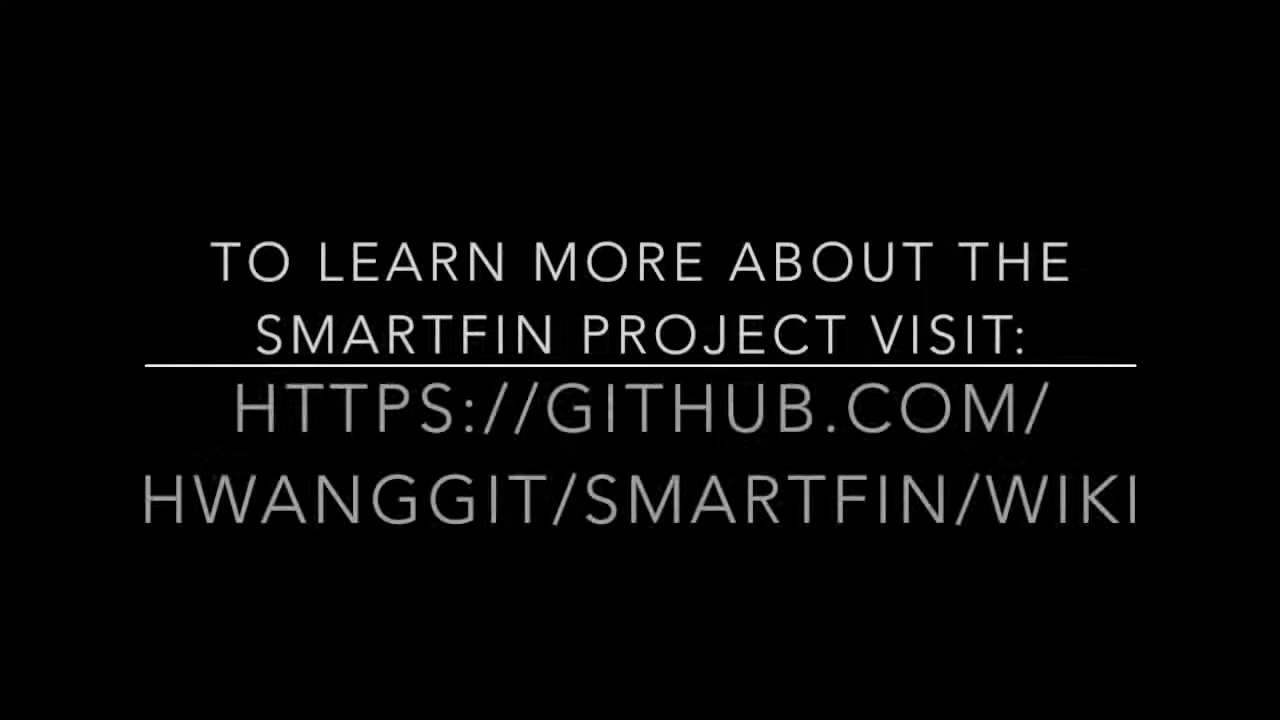 TO LEARN MORE ABOUT THE
SMARTFIN PROJECT VISIT:
HTTPS://GITHUB.COM/
HWANGGIT/SMARTFIN/WIKI